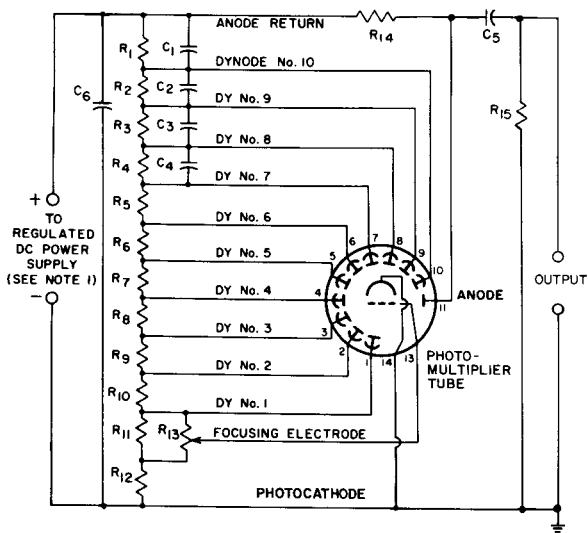 ANODE RETURN
R14
C5
R1
C1
DYNODE No. 10
C6
R2
C2
DY No. 9
R3
C3
DY No. 8
R15
R4
C4
DY No. 7
R5
+
TO
REGULATED
DC POWER
SUPPLY
(SEE NOTE 1)
−
DY No. 6
R6
DY No. 5
R7
DY No. 4
R8
DY No. 3
R9
DY No. 2
R10
DY No. 1
R11
R13
FOCUSING ELECTRODE
R12
PHOTOCATHODE
5
6
7
8
9
10
4
11
3
2
1
14
13
ANODE
PHOTO-
MULTIPLIER
TUBE
OUTPUT